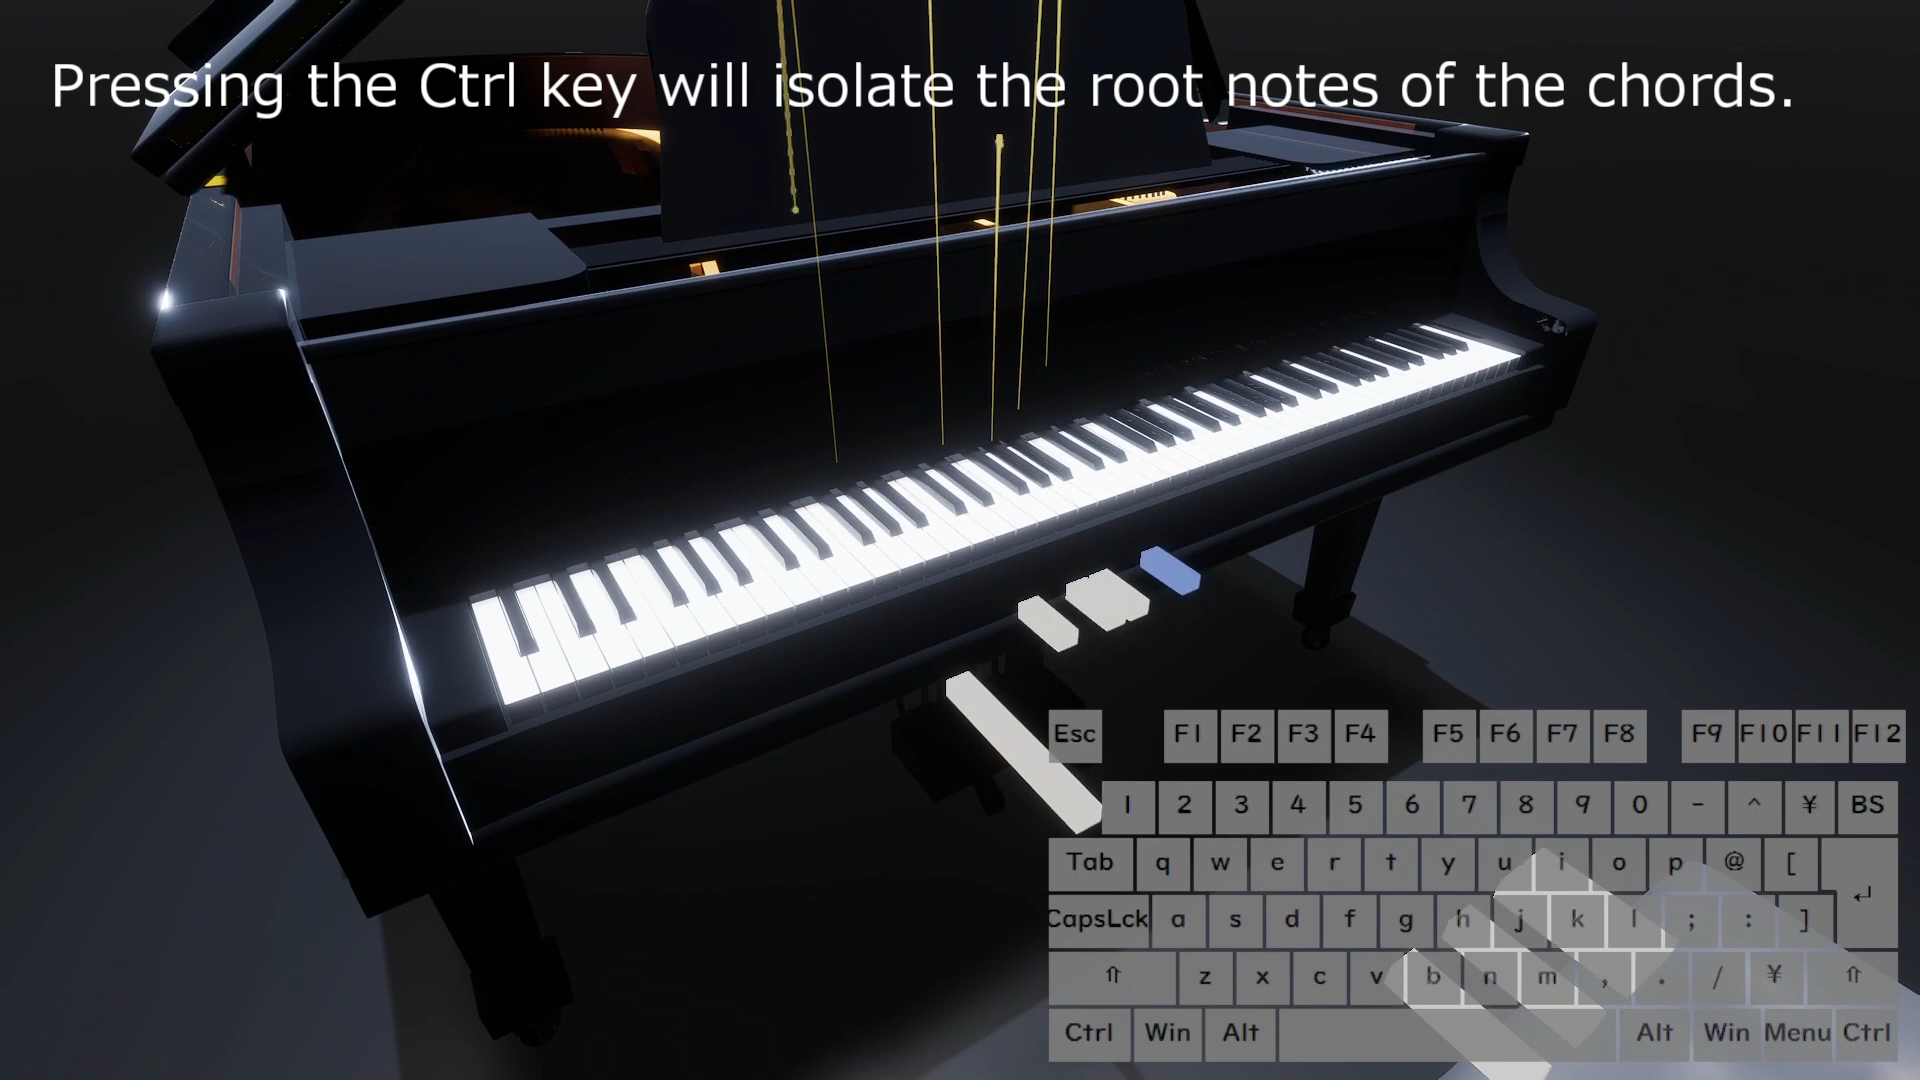 Pressing the Ctrl key will isolate the root notes of the chords.
Esc F1 F2 F3 F4 F5 F6 F7 F8 F9 F10 F11 F12
1 2 3 4 5 6 7 8 9 0 - ^ ¥ BS
Tab q w e r t y u i o p @ [
CapsLck a s d f g h j k l ; : ] ↵
⇧ z x c v b n m , . / ¥ ⇧
Ctrl Win Alt Alt Win Menu Ctrl